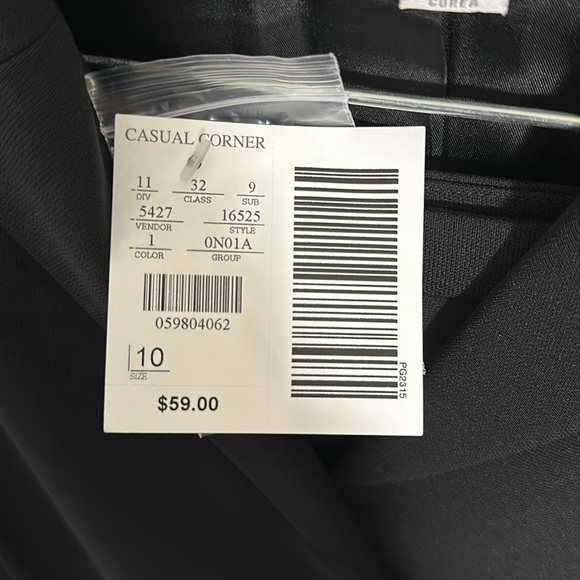 COREA
CASUAL CORNER
11 32 9
DIV CLASS SUB
5427 16525
VENDOR STYLE
1 0N01A
COLOR GROUP
059804062
10
SIZE
$59.00
PG2315